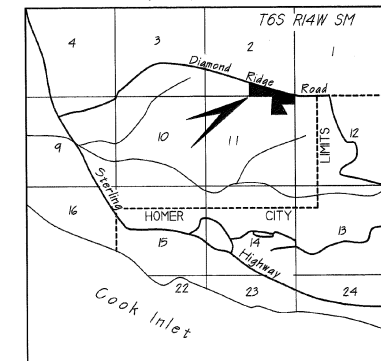 T6S R14W SM
4
3
2
1
Diamond Ridge Road
9
10
11
12
LIMITS
Sterling
16
HOMER CITY
15
14
13
Highway
22
23
24
Cook Inlet